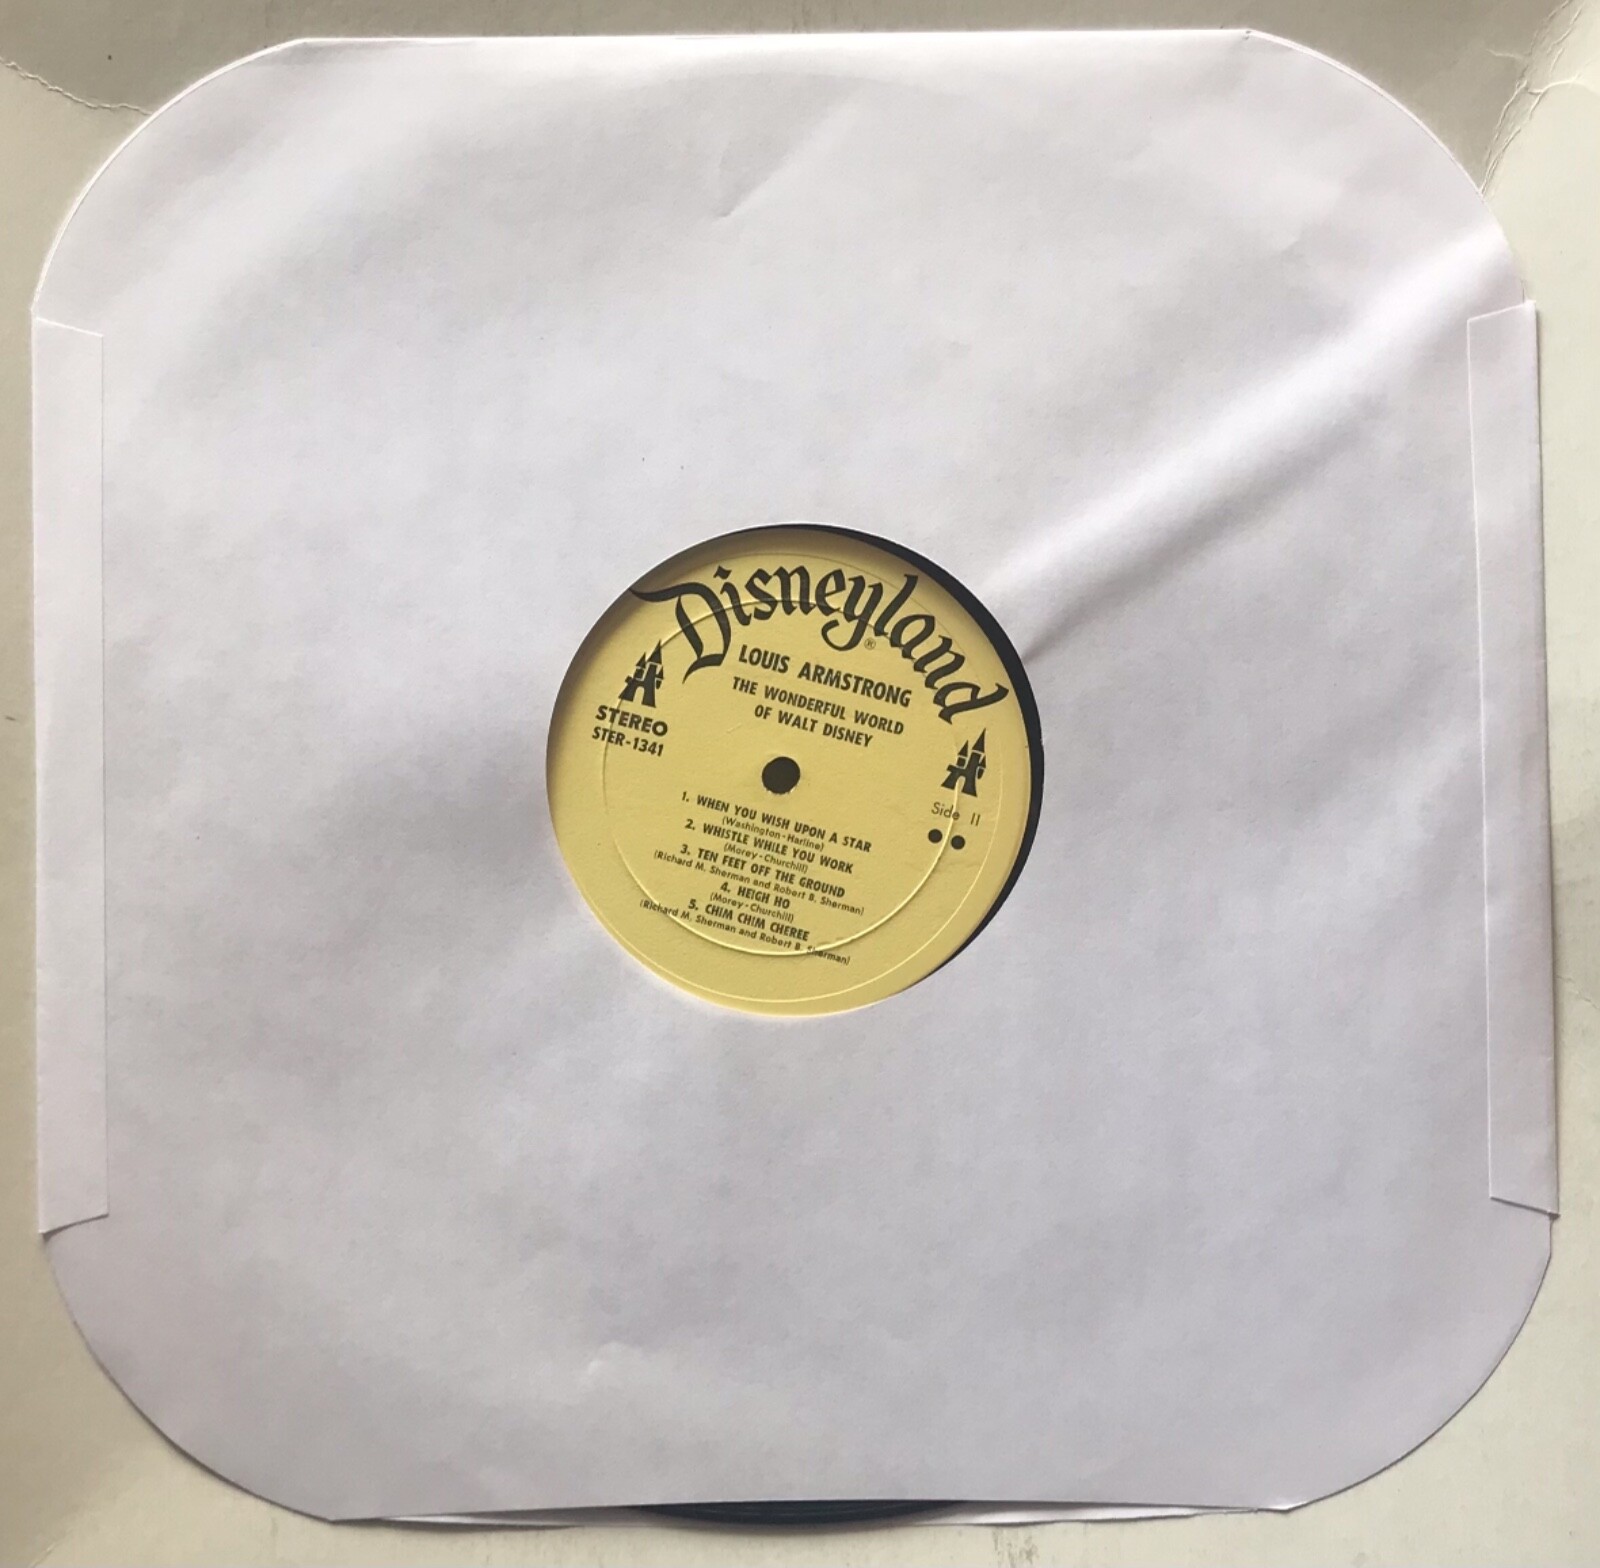 Disneyland®
LOUIS ARMSTRONG
THE WONDERFUL WORLD
OF WALT DISNEY
STEREO
STER-1341
Side II
1. WHEN YOU WISH UPON A STAR
(Washington-Harline)
2. WHISTLE WHILE YOU WORK
(Morey-Churchill)
3. TEN FEET OFF THE GROUND
(Richard M. Sherman and Robert B. Sherman)
4. HEIGH HO
(Morey-Churchill)
5. CHIM CHIM CHEREE
(Richard M. Sherman and Robert B. Sherman)